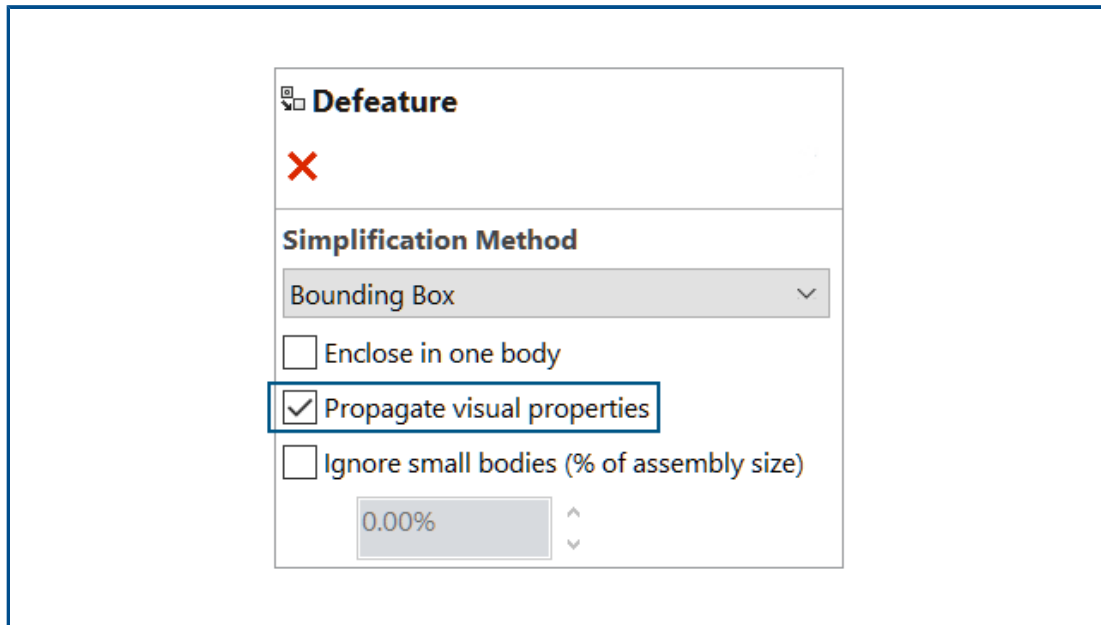 Defeature
Simplification Method
Bounding Box
Enclose in one body
Propagate visual properties
Ignore small bodies (% of assembly size)
0.00%